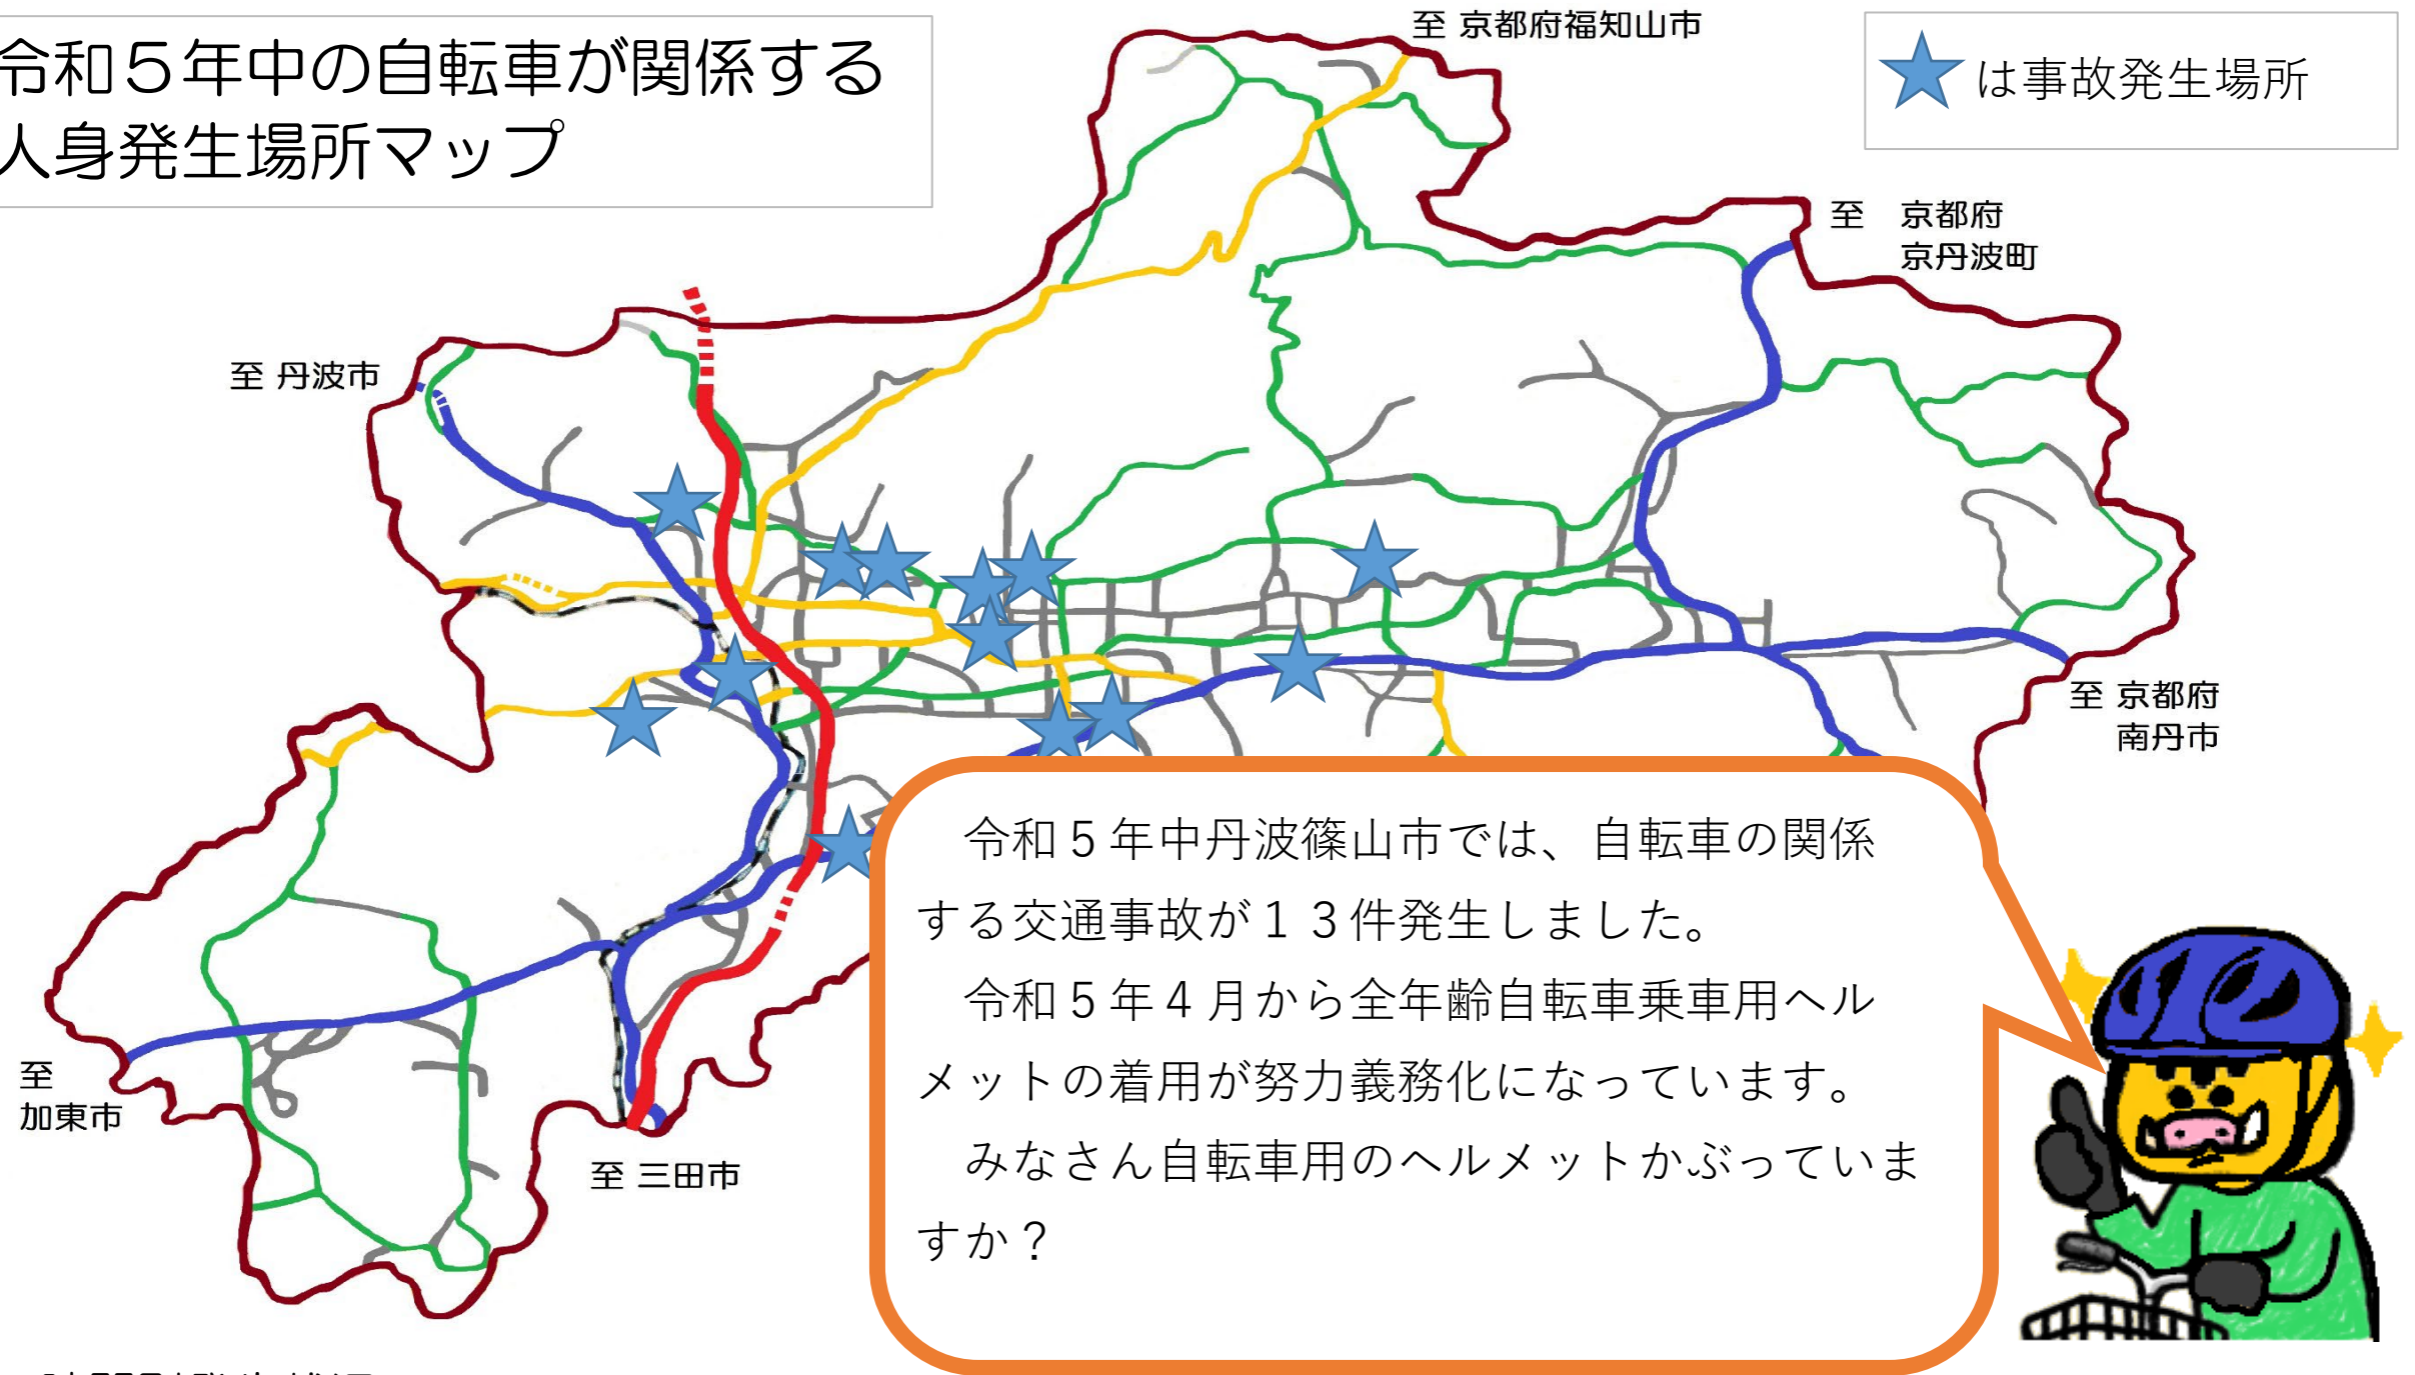 令和５年中の自転車が関係する
人身発生場所マップ
至 京都府福知山市
は事故発生場所
至 京都府
京丹波町
至 丹波市
至 京都府
南丹市
令和５年中丹波篠山市では、自転車の関係
する交通事故が１３件発生しました。
令和５年４月から全年齢自転車乗車用ヘル
メットの着用が努力義務化になっています。
みなさん自転車用のヘルメットかぶっていま
すか？
至
加東市
至 三田市